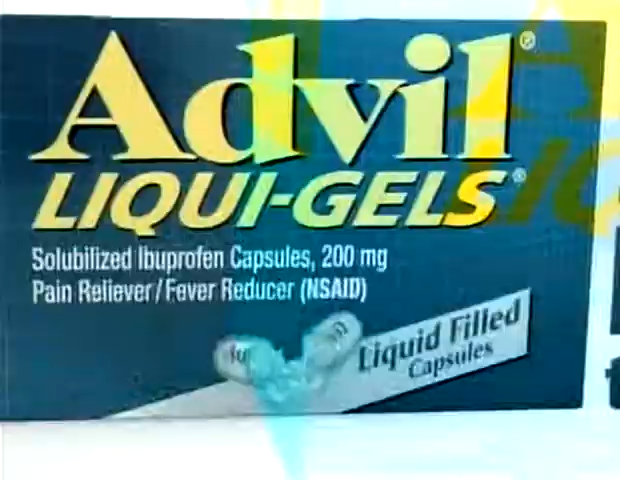 Advil®
LIQUI-GELS®
Solubilized Ibuprofen Capsules, 200 mg
Pain Reliever/Fever Reducer (NSAID)
Liquid Filled
Capsules